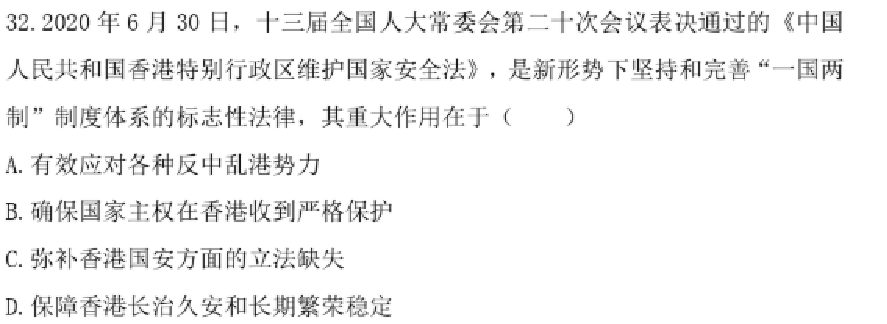 32.2020 年 6 月 30 日，十三届全国人大常委会第二十次会议表决通过的《中国
人民共和国香港特别行政区维护国家安全法》，是新形势下坚持和完善“一国两
制”制度体系的标志性法律，其重大作用在于（　　）
A.有效应对各种反中乱港势力
B.确保国家主权在香港收到严格保护
C.弥补香港国安方面的立法缺失
D.保障香港长治久安和长期繁荣稳定